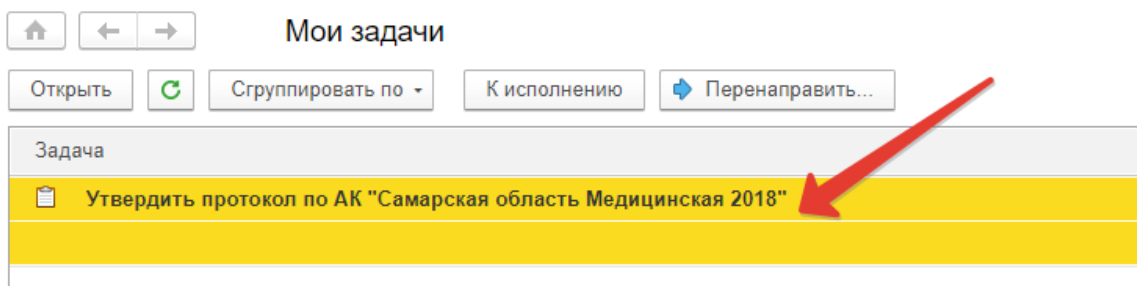 Мои задачи
Открыть Сгруппировать по К исполнению Перенаправить...
Задача
Утвердить протокол по АК "Самарская область Медицинская 2018"